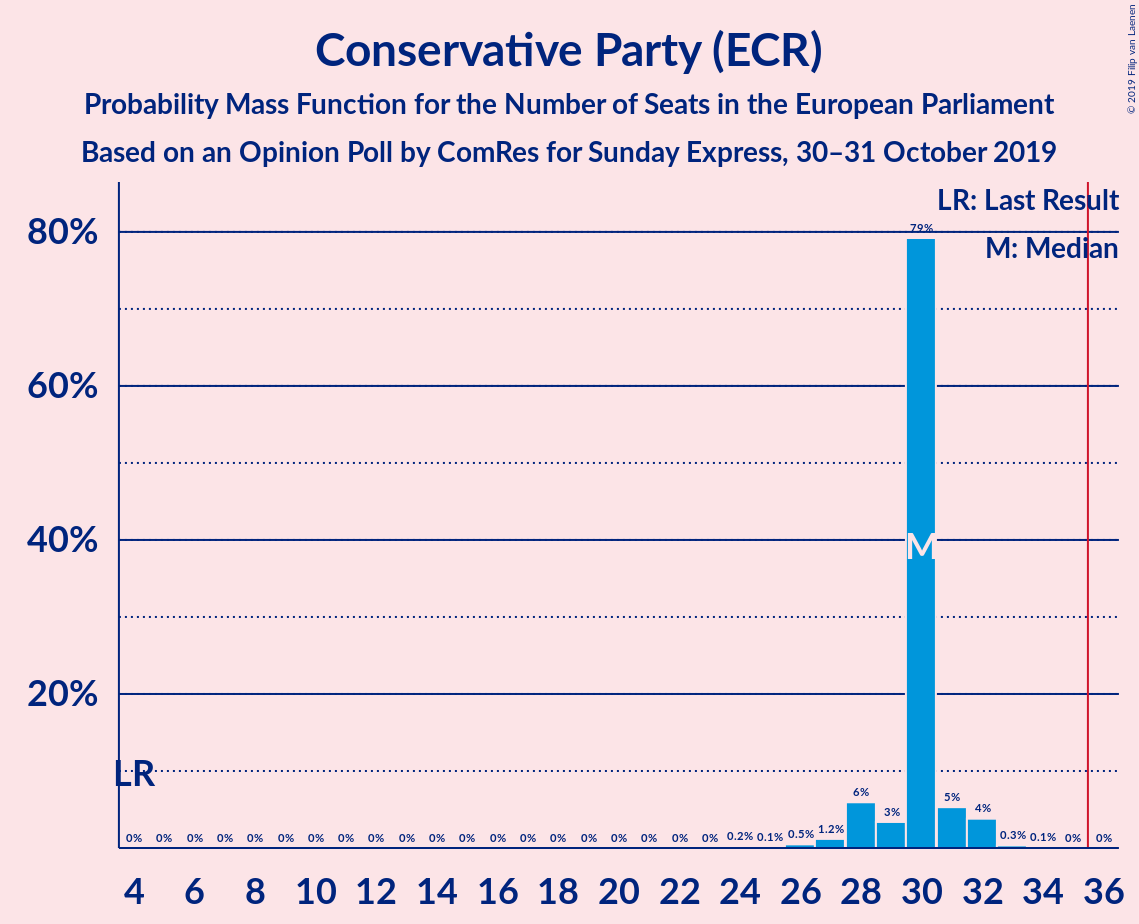 Conservative Party (ECR)
Probability Mass Function for the Number of Seats in the European Parliament
Based on an Opinion Poll by ComRes for Sunday Express, 30–31 October 2019
© 2019 Filip van Laenen
LR: Last Result
M: Median
80%
60%
40%
20%
79%
M
LR
0% 0% 0% 0% 0% 0% 0% 0% 0% 0% 0% 0% 0% 0% 0% 0% 0% 0% 0% 0% 0.2% 0.1% 0.5% 1.2% 6% 3% 5% 4% 0.3% 0.1% 0% 0%
4 6 8 10 12 14 16 18 20 22 24 26 28 30 32 34 36